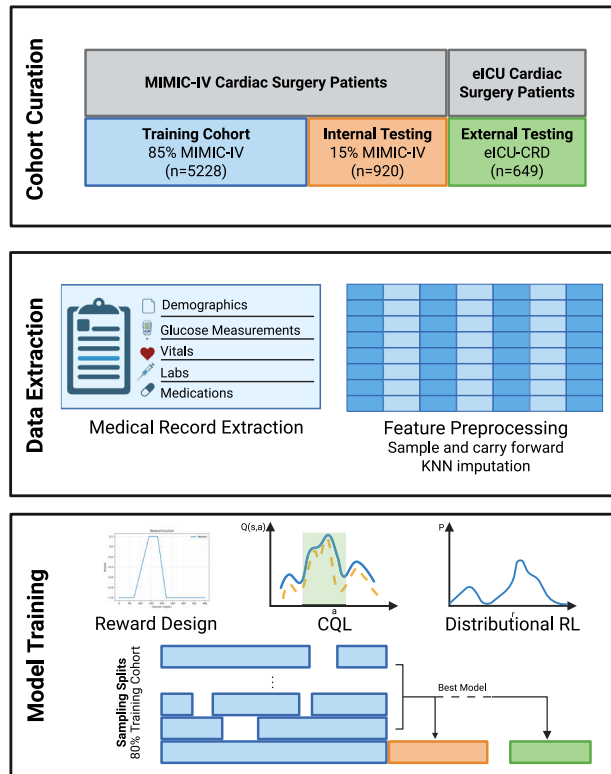 Cohort Curation
MIMIC-IV Cardiac Surgery Patients
eICU Cardiac
Surgery Patients
Training Cohort
85% MIMIC-IV
(n=5228)
Internal Testing
15% MIMIC-IV
(n=920)
External Testing
eICU-CRD
(n=649)
Data Extraction
Demographics
Glucose Measurements
Vitals
Labs
Medications
Medical Record Extraction
Feature Preprocessing
Sample and carry forward
KNN imputation
Model Training
Reward Function
Reward Design
Q(s,a)
a
CQL
P
r
Distributional RL
Sampling Splits
80% Training Cohort
...
Best Model